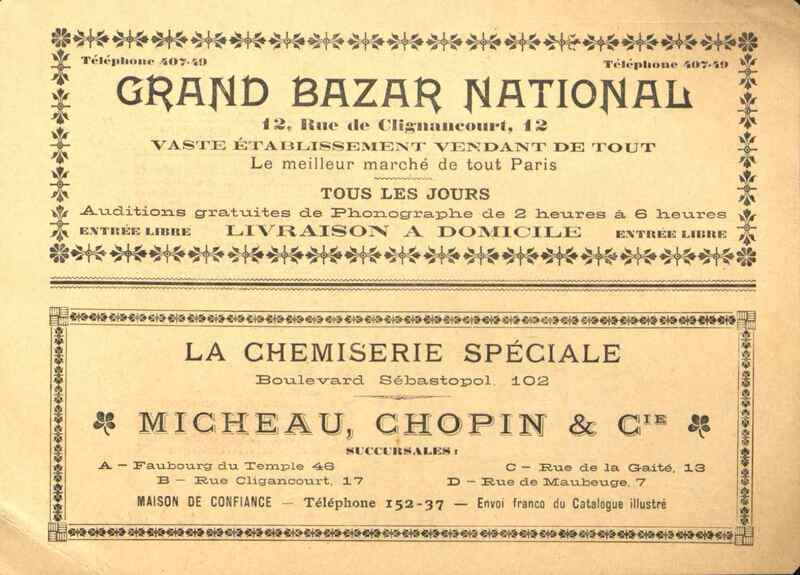 Téléphone 407-49 Téléphone 407-49
GRAND BAZAR NATIONAL
12, Rue de Clignancourt, 12
VASTE ÉTABLISSEMENT VENDANT DE TOUT
Le meilleur marché de tout Paris
TOUS LES JOURS
Auditions gratuites de Phonographe de 2 heures à 6 heures
ENTRÉE LIBRE LIVRAISON A DOMICILE ENTRÉE LIBRE
LA CHEMISERIE SPÉCIALE
Boulevard Sébastopol, 102
MICHEAU, CHOPIN & CIE
SUCCURSALES :
A – Faubourg du Temple 46 C – Rue de la Gaité, 13
B – Rue Cligancourt, 17 D – Rue de Maubeuge, 7
MAISON DE CONFIANCE — Téléphone 152-37 — Envoi franco du Catalogue illustré